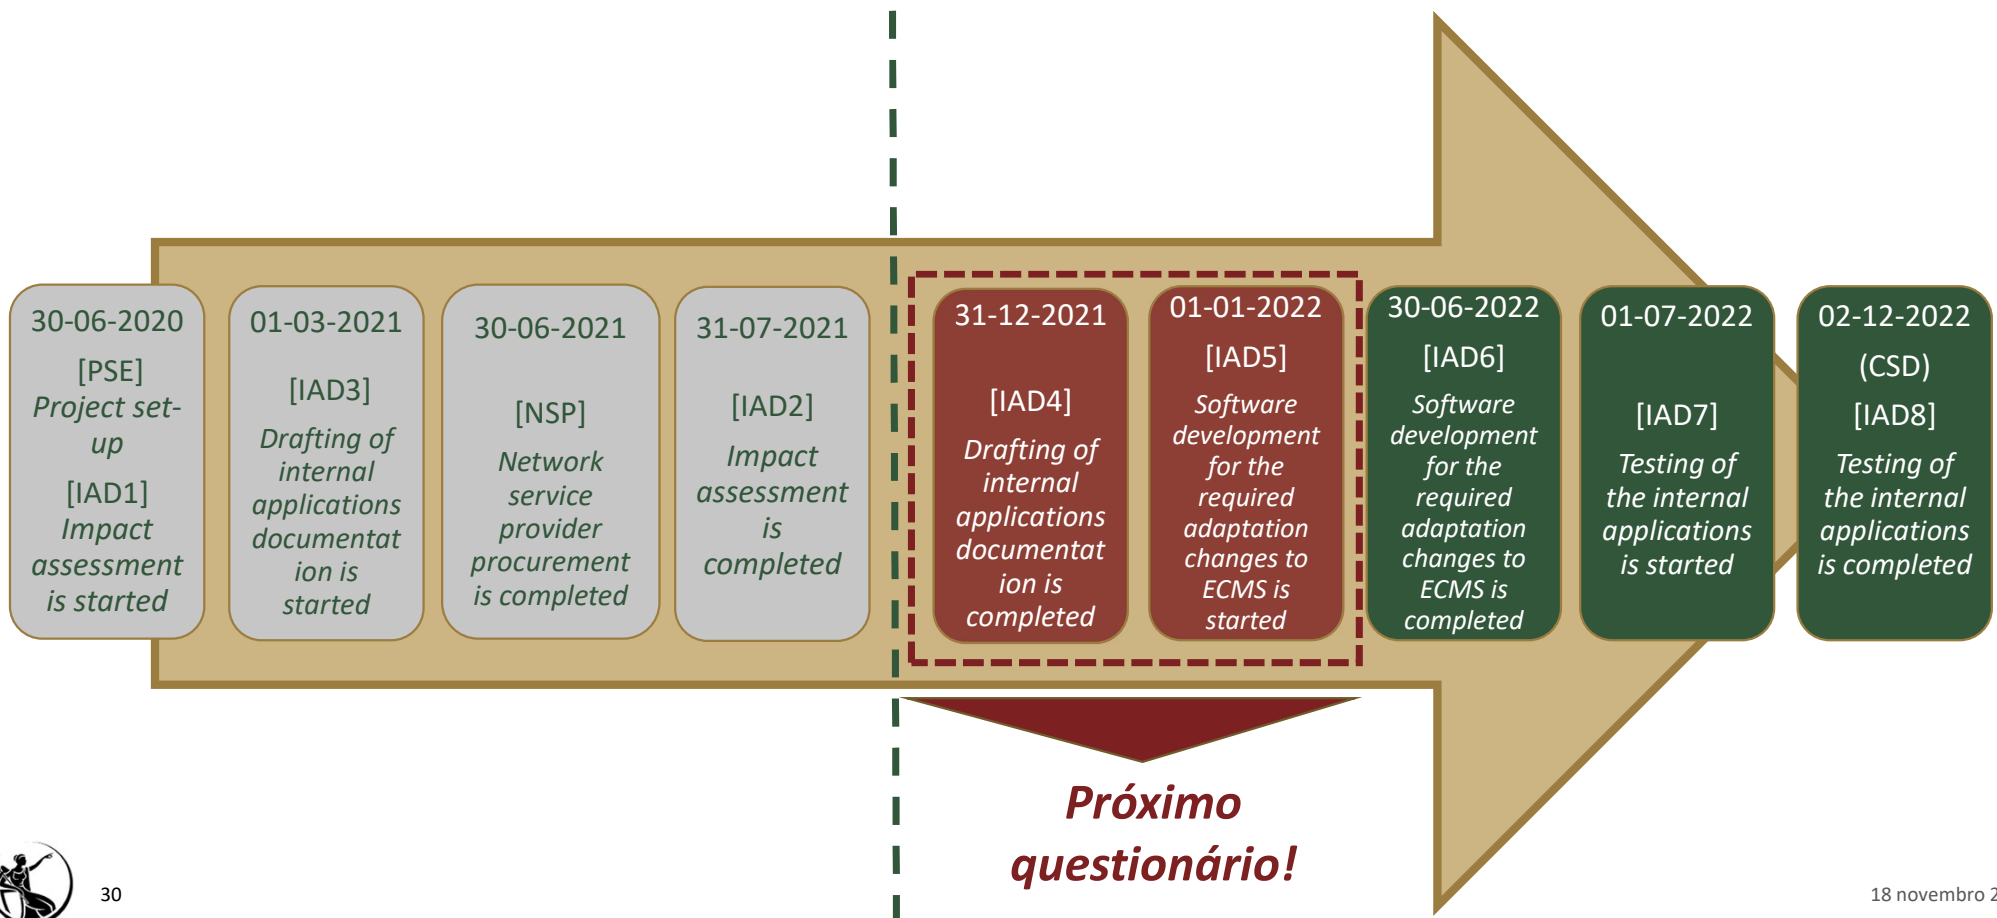 30-06-2020
[PSE]
Project set-
up
[IAD1]
Impact
assessment
is started
01-03-2021
[IAD3]
Drafting of
internal
applications
documentat
ion is
started
30-06-2021
[NSP]
Network
service
provider
procurement
is completed
31-07-2021
[IAD2]
Impact
assessment
is
completed
31-12-2021
[IAD4]
Drafting of
internal
applications
documentat
ion is
completed
01-01-2022
[IAD5]
Software
development
for the
required
adaptation
changes to
ECMS is
started
30-06-2022
[IAD6]
Software
development
for the
required
adaptation
changes to
ECMS is
completed
01-07-2022
[IAD7]
Testing of
the internal
applications
is started
02-12-2022
(CSD)
[IAD8]
Testing of
the internal
applications
is completed
Próximo
questionário!
30
18 novembro 2